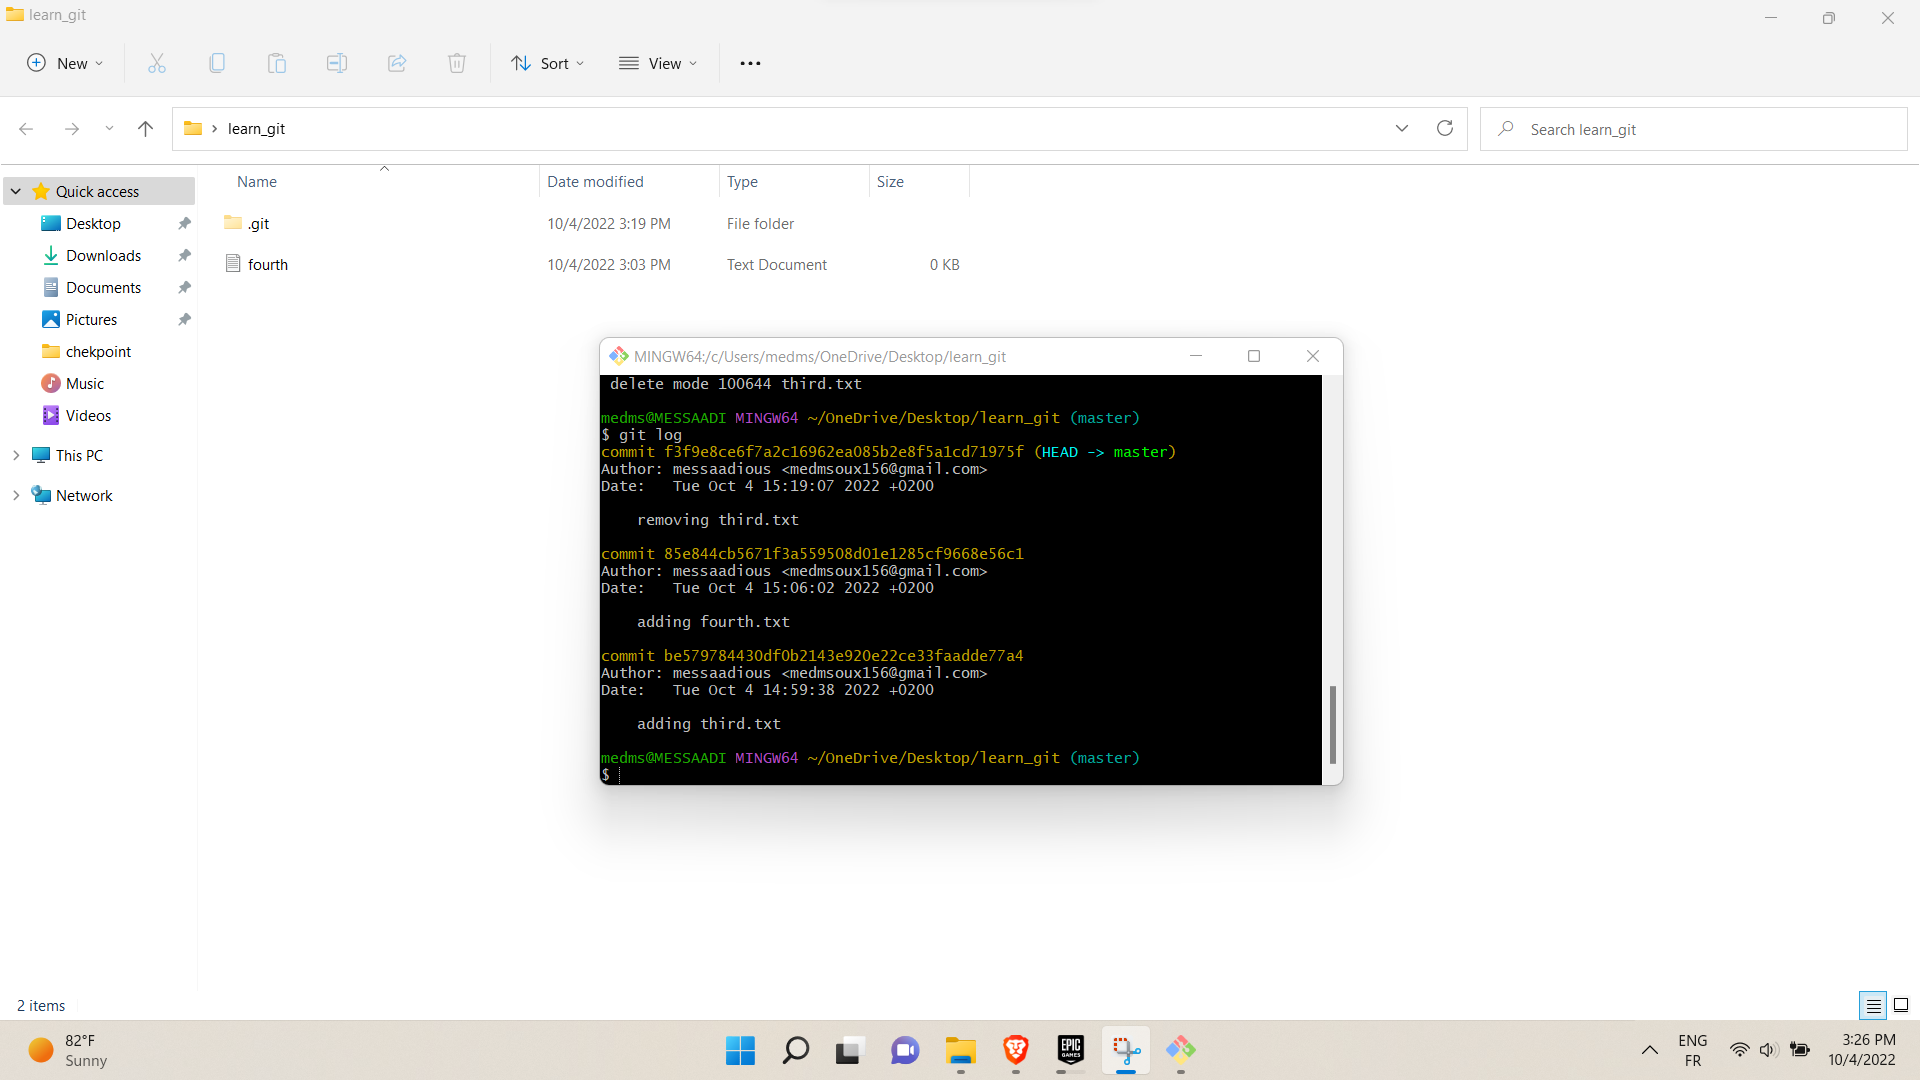 learn_git
New
Sort
View
learn_git
Search learn_git
Name
Date modified
Type
Size
Quick access
Desktop
Downloads
Documents
Pictures
chekpoint
Music
Videos
This PC
Network
.git 10/4/2022 3:19 PM File folder
fourth 10/4/2022 3:03 PM Text Document 0 KB
MINGW64:/c/Users/medms/OneDrive/Desktop/learn_git
delete mode 100644 third.txt
medms@MESSAADI MINGW64 ~/OneDrive/Desktop/learn_git (master)
$ git log
commit f3f9e8ce6f7a2c16962ea085b2e8f5a1cd71975f (HEAD -> master)
Author: messaadious <medmsoux156@gmail.com>
Date:   Tue Oct 4 15:19:07 2022 +0200
removing third.txt
commit 85e844cb5671f3a559508d01e1285cf9668e56c1
Author: messaadious <medmsoux156@gmail.com>
Date:   Tue Oct 4 15:06:02 2022 +0200
adding fourth.txt
commit be579784430df0b2143e920e22ce33faadde77a4
Author: messaadious <medmsoux156@gmail.com>
Date:   Tue Oct 4 14:59:38 2022 +0200
adding third.txt
medms@MESSAADI MINGW64 ~/OneDrive/Desktop/learn_git (master)
$
2 items
82°F
Sunny
EPIC
GAMES
ENG
FR
3:26 PM
10/4/2022